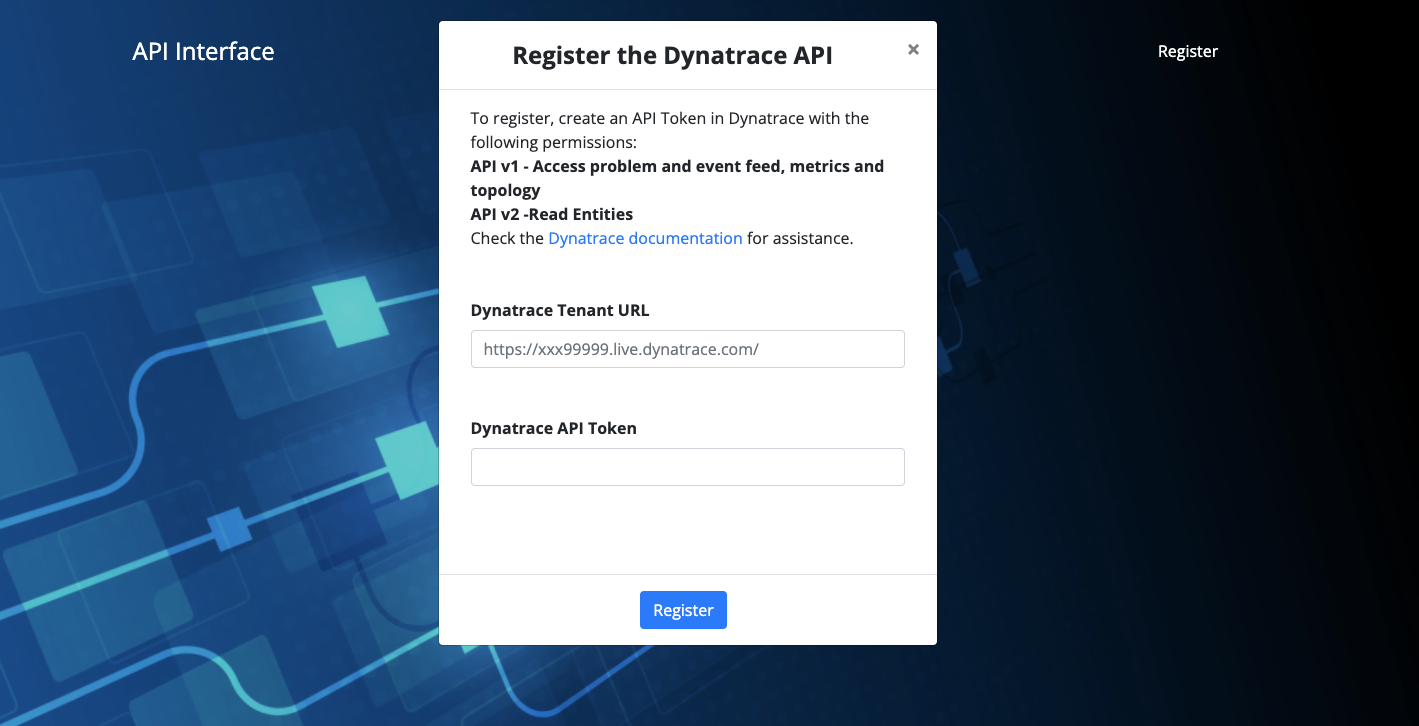 API Interface
Register the Dynatrace API
×
Register
To register, create an API Token in Dynatrace with the
following permissions:
API v1 - Access problem and event feed, metrics and
topology
API v2 -Read Entities
Check the Dynatrace documentation for assistance.
Dynatrace Tenant URL
https://xxx99999.live.dynatrace.com/
Dynatrace API Token
Register